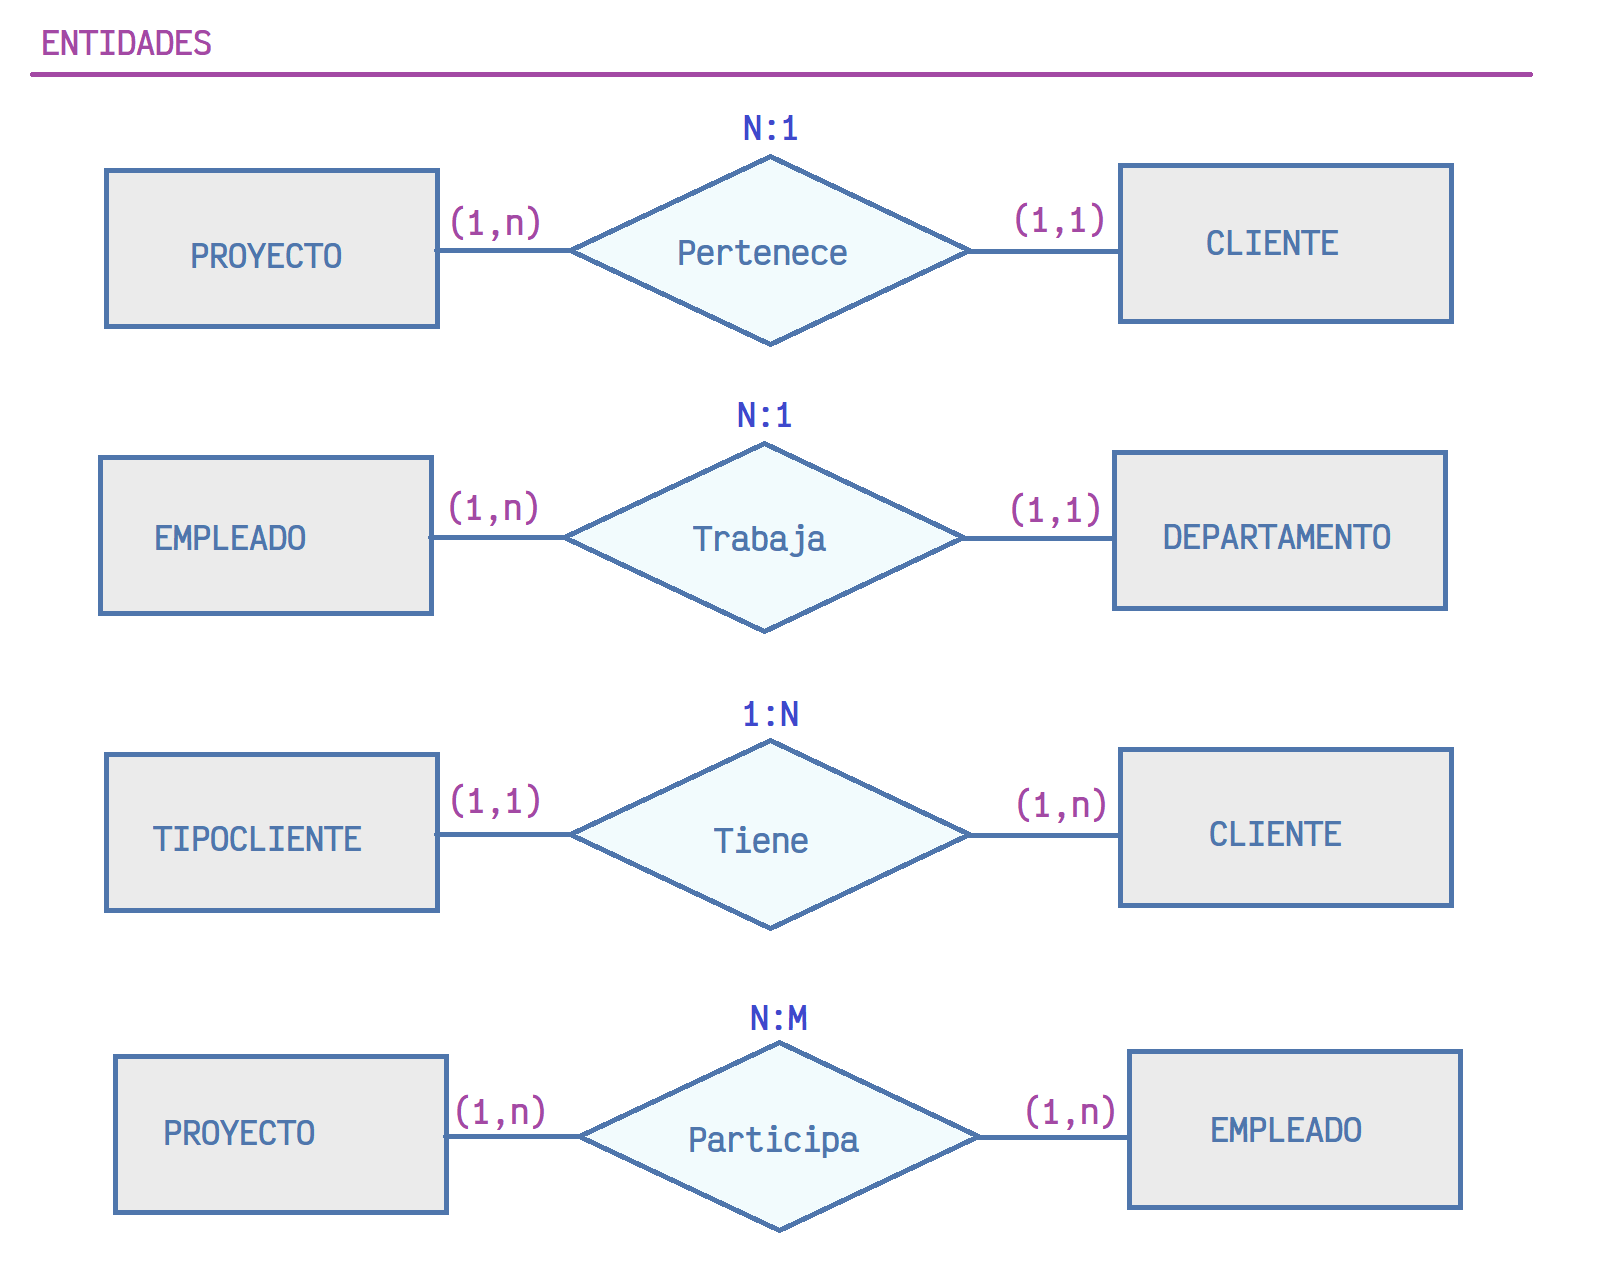 ENTIDADES
N:1
PROYECTO (1,n) Pertenece (1,1) CLIENTE
N:1
EMPLEADO (1,n) Trabaja (1,1) DEPARTAMENTO
1:N
TIPOCLIENTE (1,1) Tiene (1,n) CLIENTE
N:M
PROYECTO (1,n) Participa (1,n) EMPLEADO